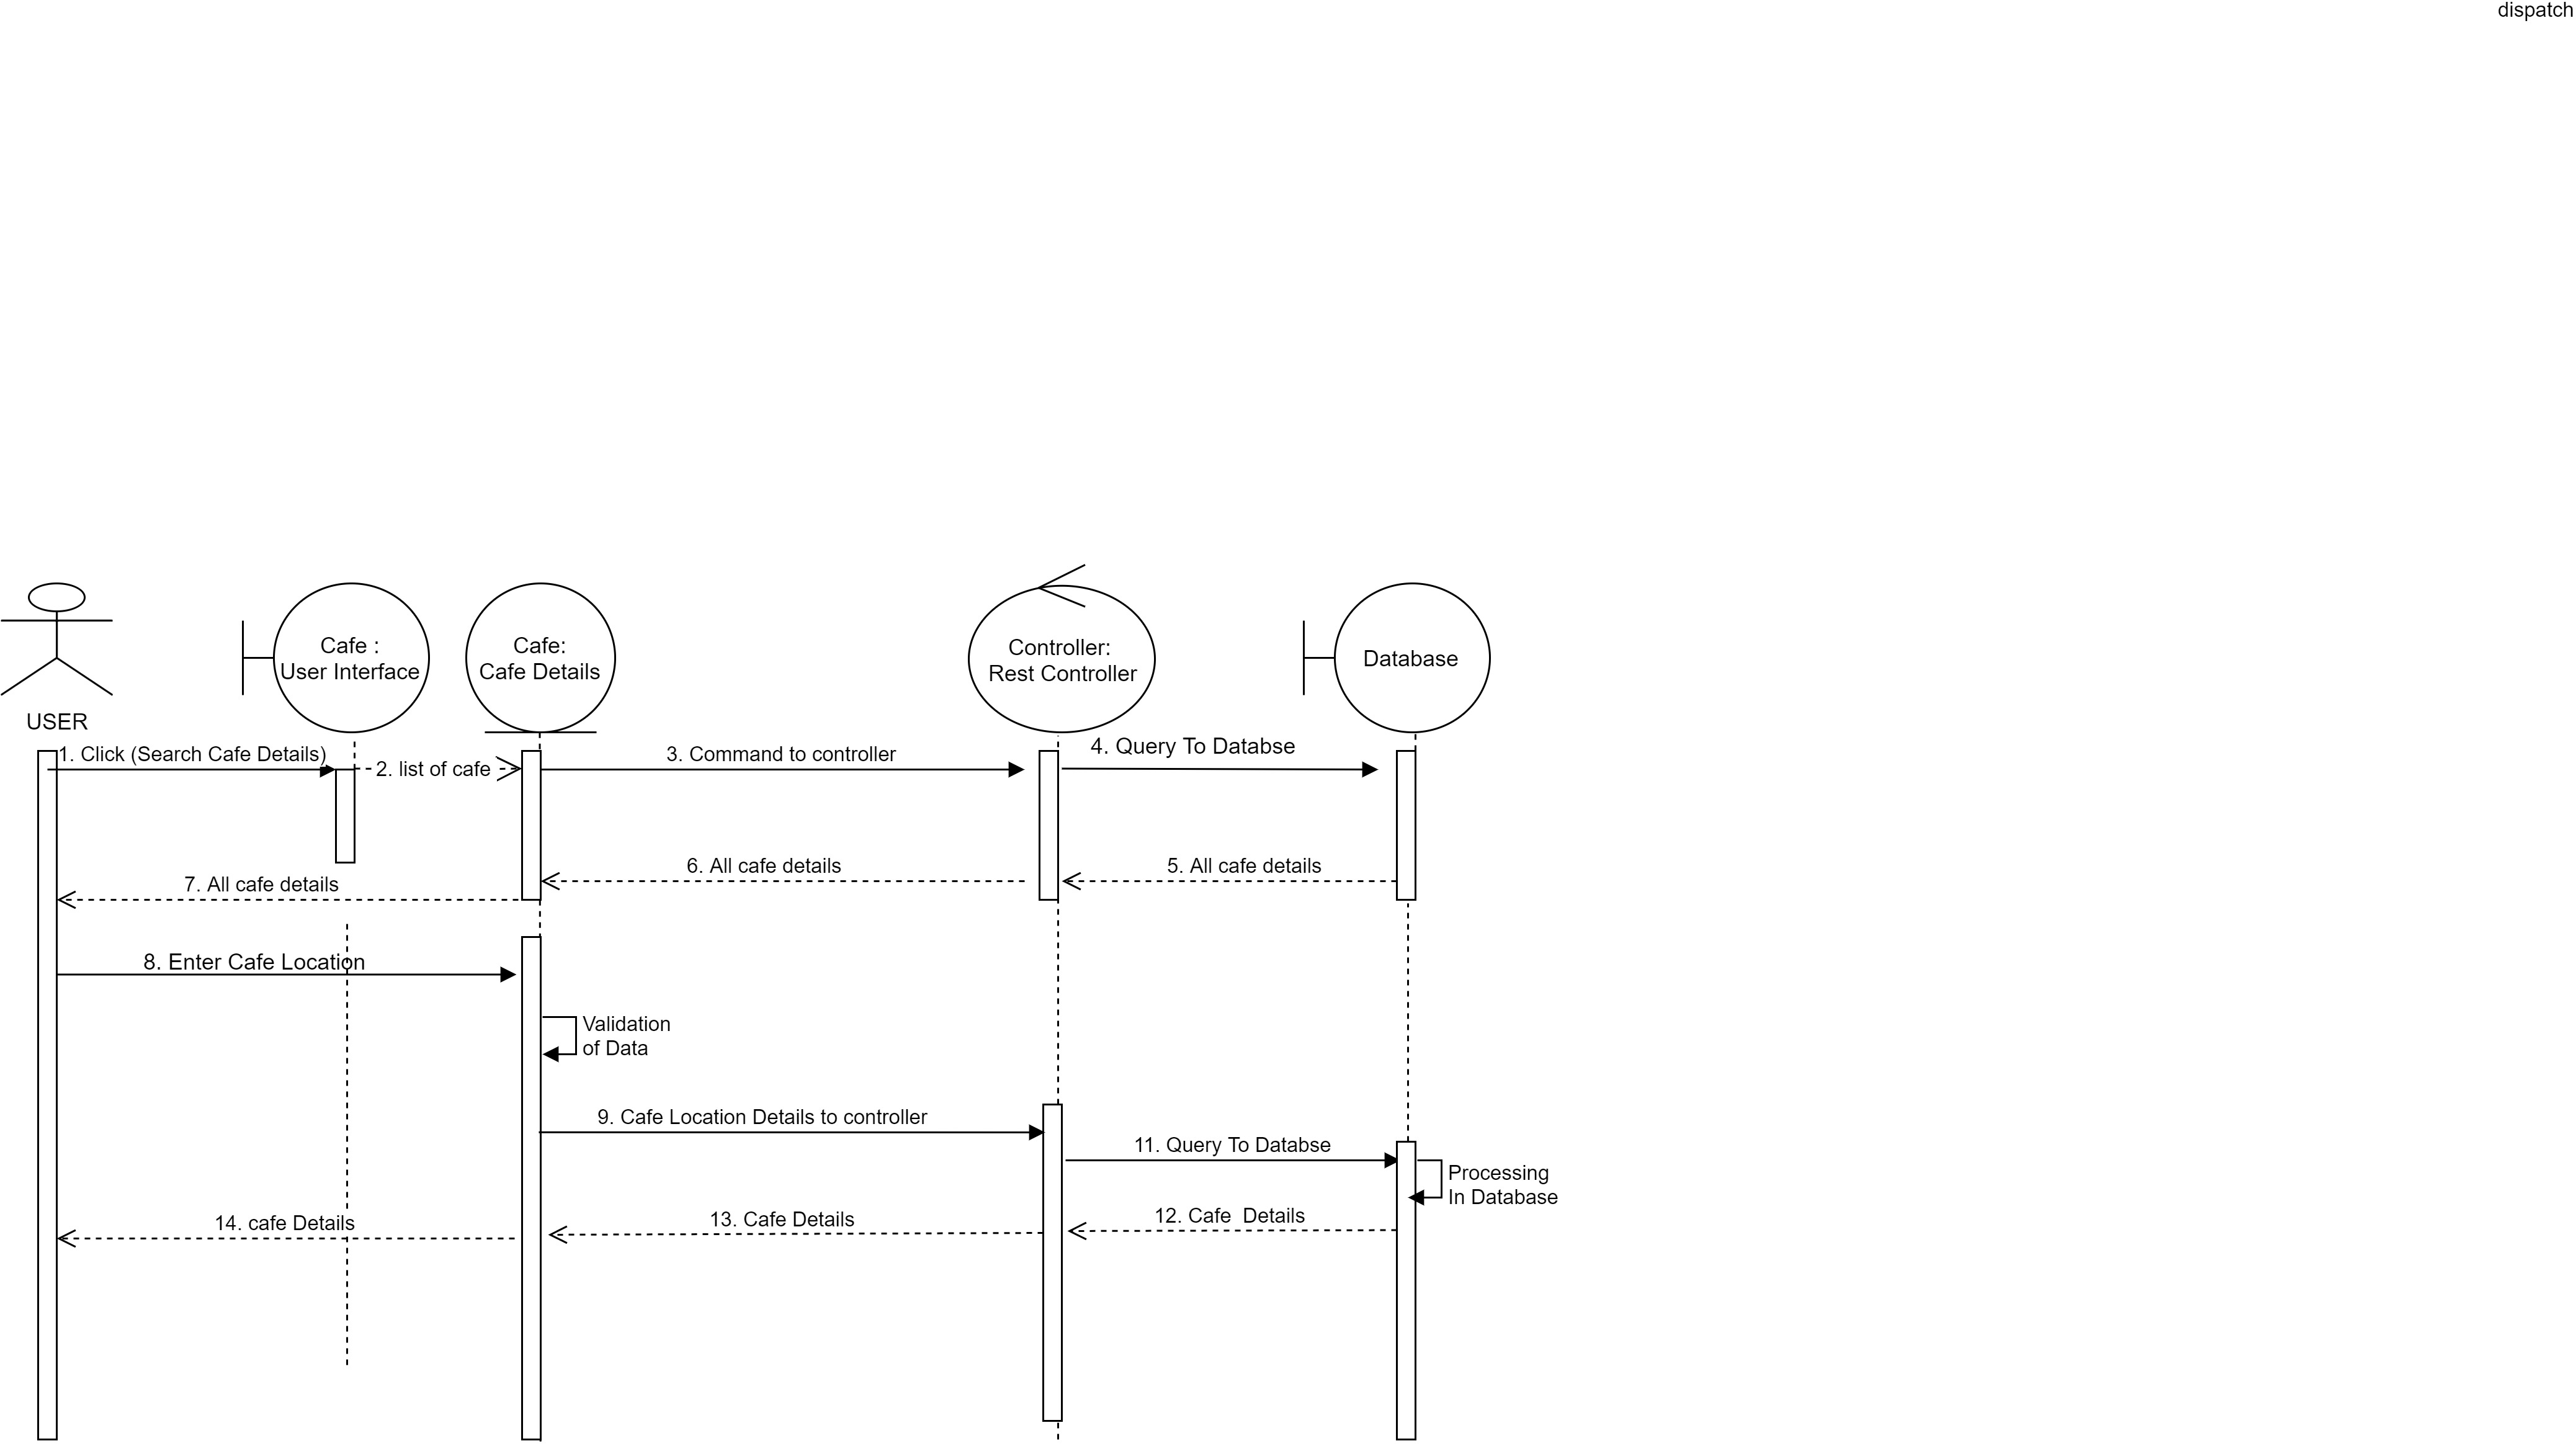 dispatch
Cafe :
User Interface
Cafe:
Cafe Details
Controller:
Rest Controller
Database
USER
1. Click (Search Cafe Details)
2. list of cafe
3. Command to controller
4. Query To Databse
5. All cafe details
6. All cafe details
7. All cafe details
8. Enter Cafe Location
Validation
of Data
9. Cafe Location Details to controller
11. Query To Databse
Processing
In Database
12. Cafe  Details
13. Cafe Details
14. cafe Details